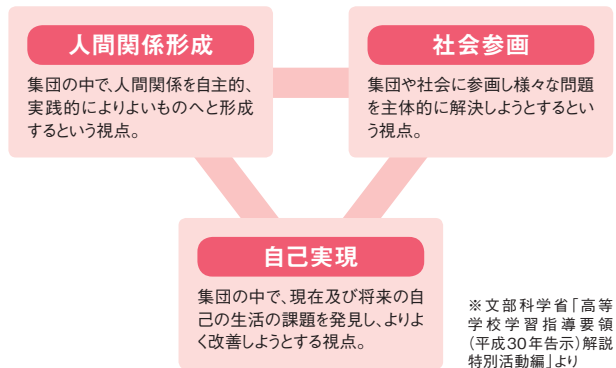 人間関係形成
集団の中で、人間関係を自主的、
実践的によりよいものへと形成
するという視点。
社会参画
集団や社会に参画し様々な問題
を主体的に解決しようとするとい
う視点。
自己実現
集団の中で、現在及び将来の自
己の生活の課題を発見し、よりよ
く改善しようとする視点。
※文部科学省「高等
学校学習指導要領
(平成30年告示)解説
特別活動編」より